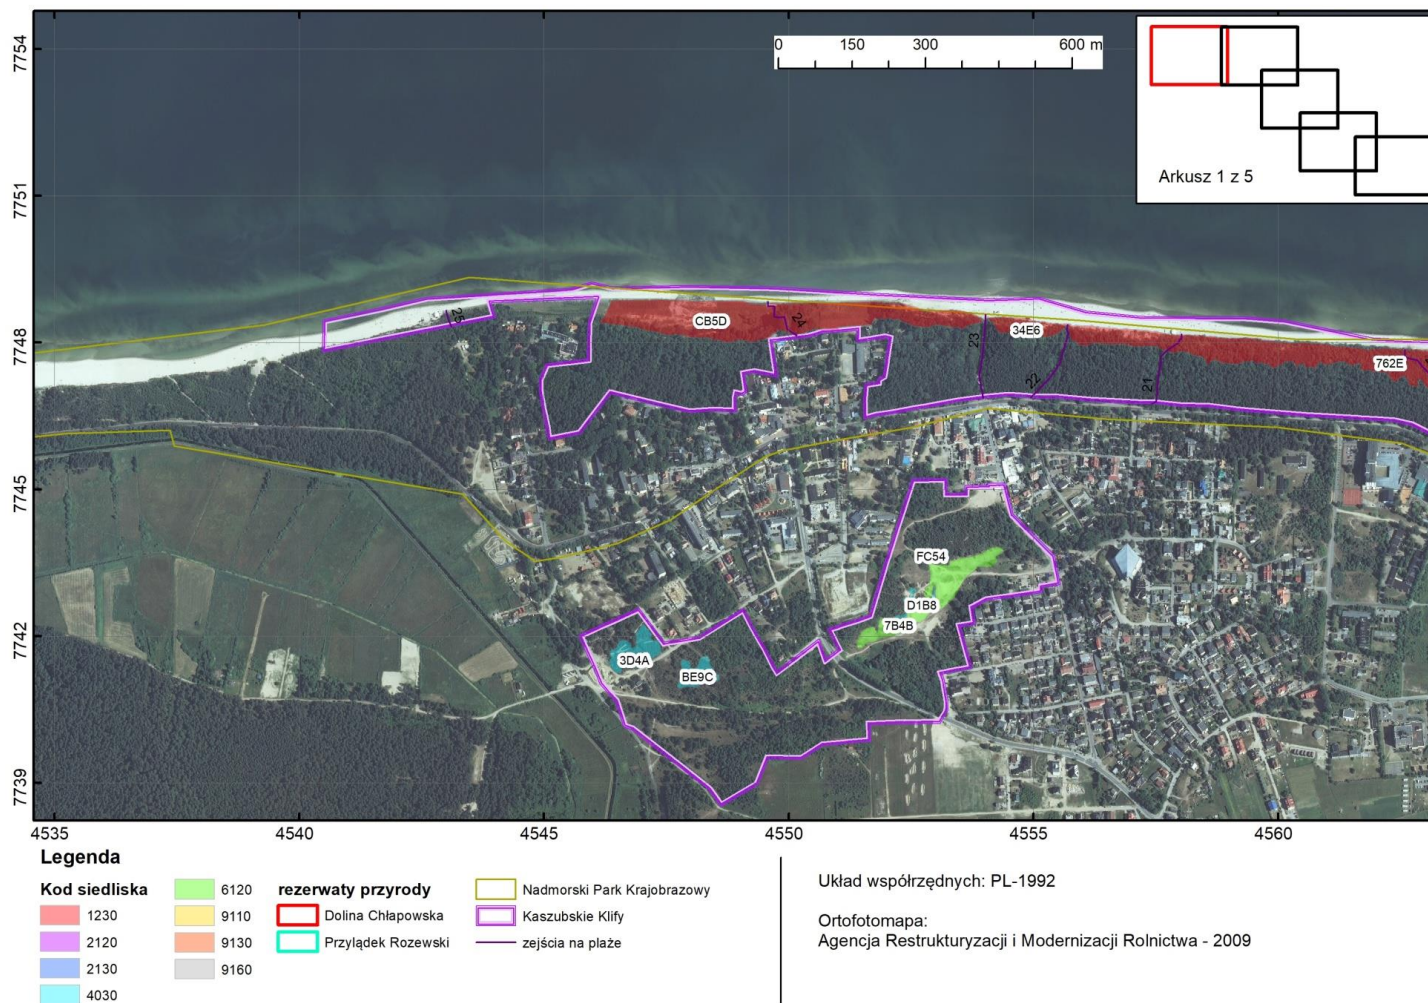 7754
7751
7748
7745
7742
7739
0 150 300 600 m
Arkusz 1 z 5
25
CB5D
24
23
34E6
22
21
762E
FC54
D1B8
7B4B
3D4A
BE9C
4535 4540 4545 4550 4555 4560
Legenda
Kod siedliska
1230
2120
2130
4030
6120
9110
9130
9160
rezerwaty przyrody
Dolina Chłapowska
Przylądek Rozewski
Nadmorski Park Krajobrazowy
Kaszubskie Klify
zejścia na plaże
Układ współrzędnych: PL-1992
Ortofotomapa:
Agencja Restrukturyzacji i Modernizacji Rolnictwa - 2009